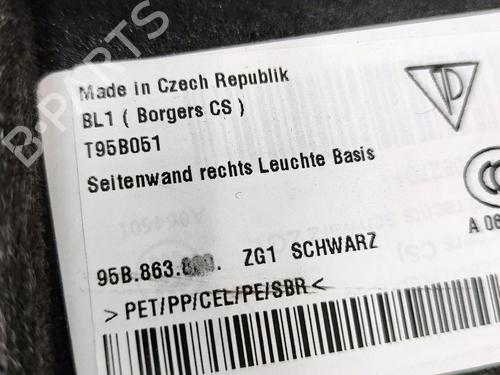 Made in Czech Republik
BL1 ( Borgers CS )
T95B051
Seitenwand rechts Leuchte Basis
A 06
95B.863. ZG1 SCHWARZ
> PET/PP/CEL/PE/SBR <
B-PARTS